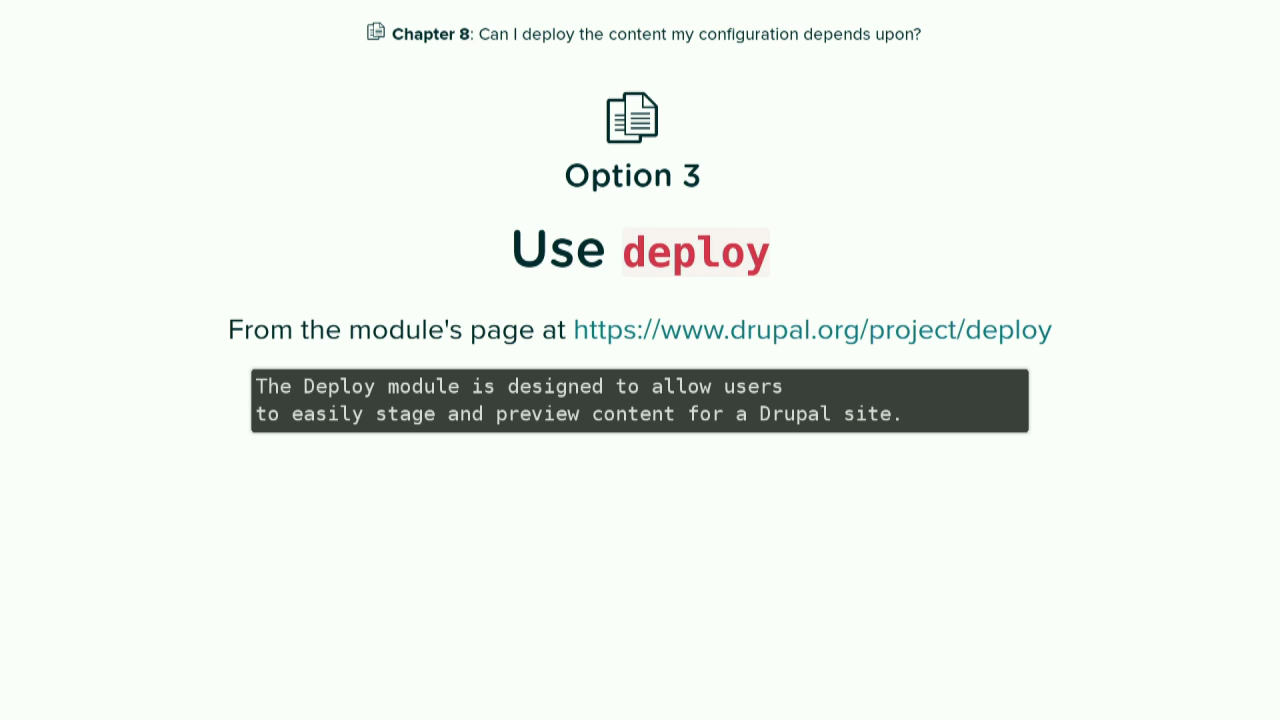 Chapter 8: Can I deploy the content my configuration depends upon?
Option 3
Use deploy
From the module's page at https://www.drupal.org/project/deploy
The Deploy module is designed to allow users
to easily stage and preview content for a Drupal site.